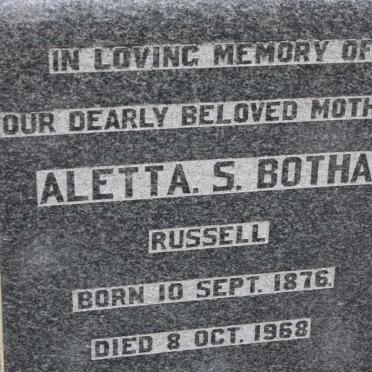 IN LOVING MEMORY OF
OUR DEARLY BELOVED MOTH
ALETTA. S. BOTHA
RUSSELL
BORN 10 SEPT. 1876.
DIED 8 OCT. 1968